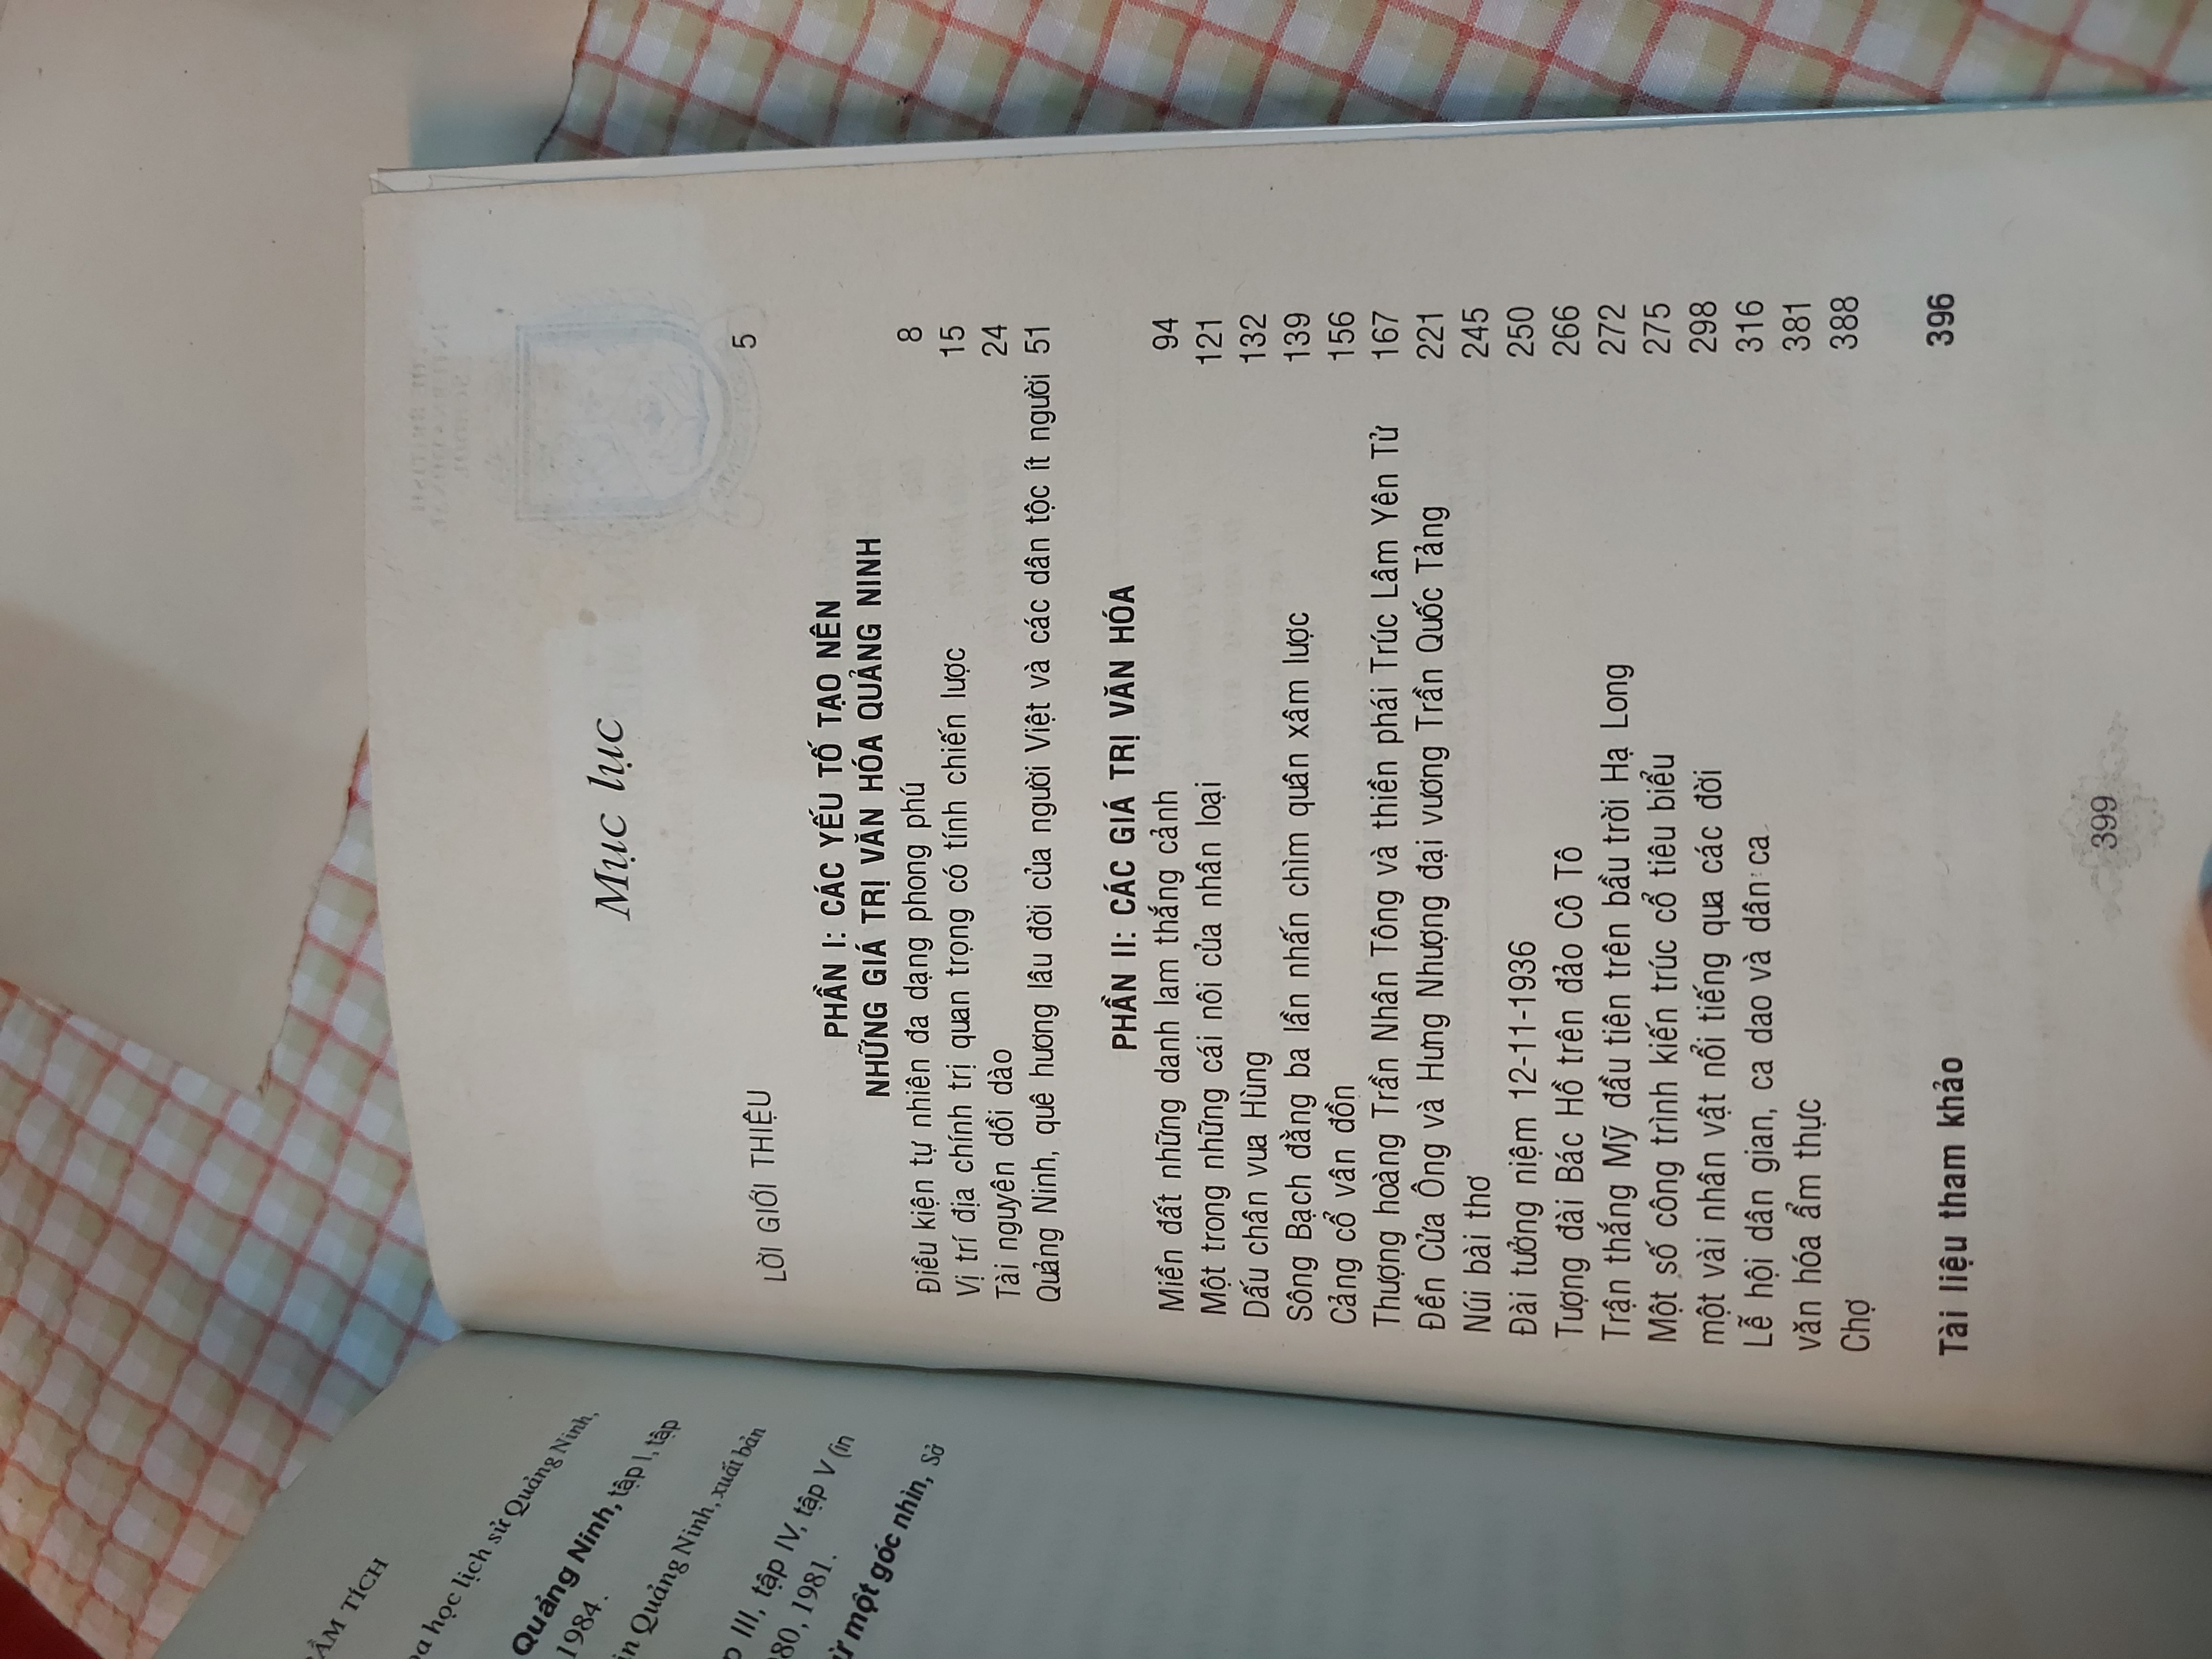 ẦM TÍCH
a học lịch sử Quảng Ninh,
Quảng Ninh, tập I, tập
1984.
in Quảng Ninh, xuất bản
p III, tập IV, tập V (in
80, 1981.
ừ một góc nhìn, Sở
Mục lục
LỜI GIỚI THIỆU 5
PHẦN I: CÁC YẾU TỐ TẠO NÊN
NHỮNG GIÁ TRỊ VĂN HÓA QUẢNG NINH
Điều kiện tự nhiên đa dạng phong phú 8
Vị trí địa chính trị quan trọng có tính chiến lược 15
Tài nguyên dồi dào 24
Quảng Ninh, quê hương lâu đời của người Việt và các dân tộc ít người 51
PHẦN II: CÁC GIÁ TRỊ VĂN HÓA
Miền đất những danh lam thắng cảnh 94
Một trong những cái nôi của nhân loại 121
Dấu chân vua Hùng 132
Sông Bạch đằng ba lần nhấn chìm quân xâm lược 139
Cảng cổ vân đồn 156
Thượng hoàng Trần Nhân Tông và thiền phái Trúc Lâm Yên Tử 167
Đền Cửa Ông và Hưng Nhượng đại vương Trần Quốc Tảng 221
Núi bài thơ 245
Đài tưởng niệm 12-11-1936 250
Tượng đài Bác Hồ trên đảo Cô Tô 266
Trận thắng Mỹ đầu tiên trên bầu trời Hạ Long 272
Một số công trình kiến trúc cổ tiêu biểu 275
một vài nhân vật nổi tiếng qua các đời 298
Lễ hội dân gian, ca dao và dân ca 316
văn hóa ẩm thực 381
Chợ 388
Tài liệu tham khảo 396
399